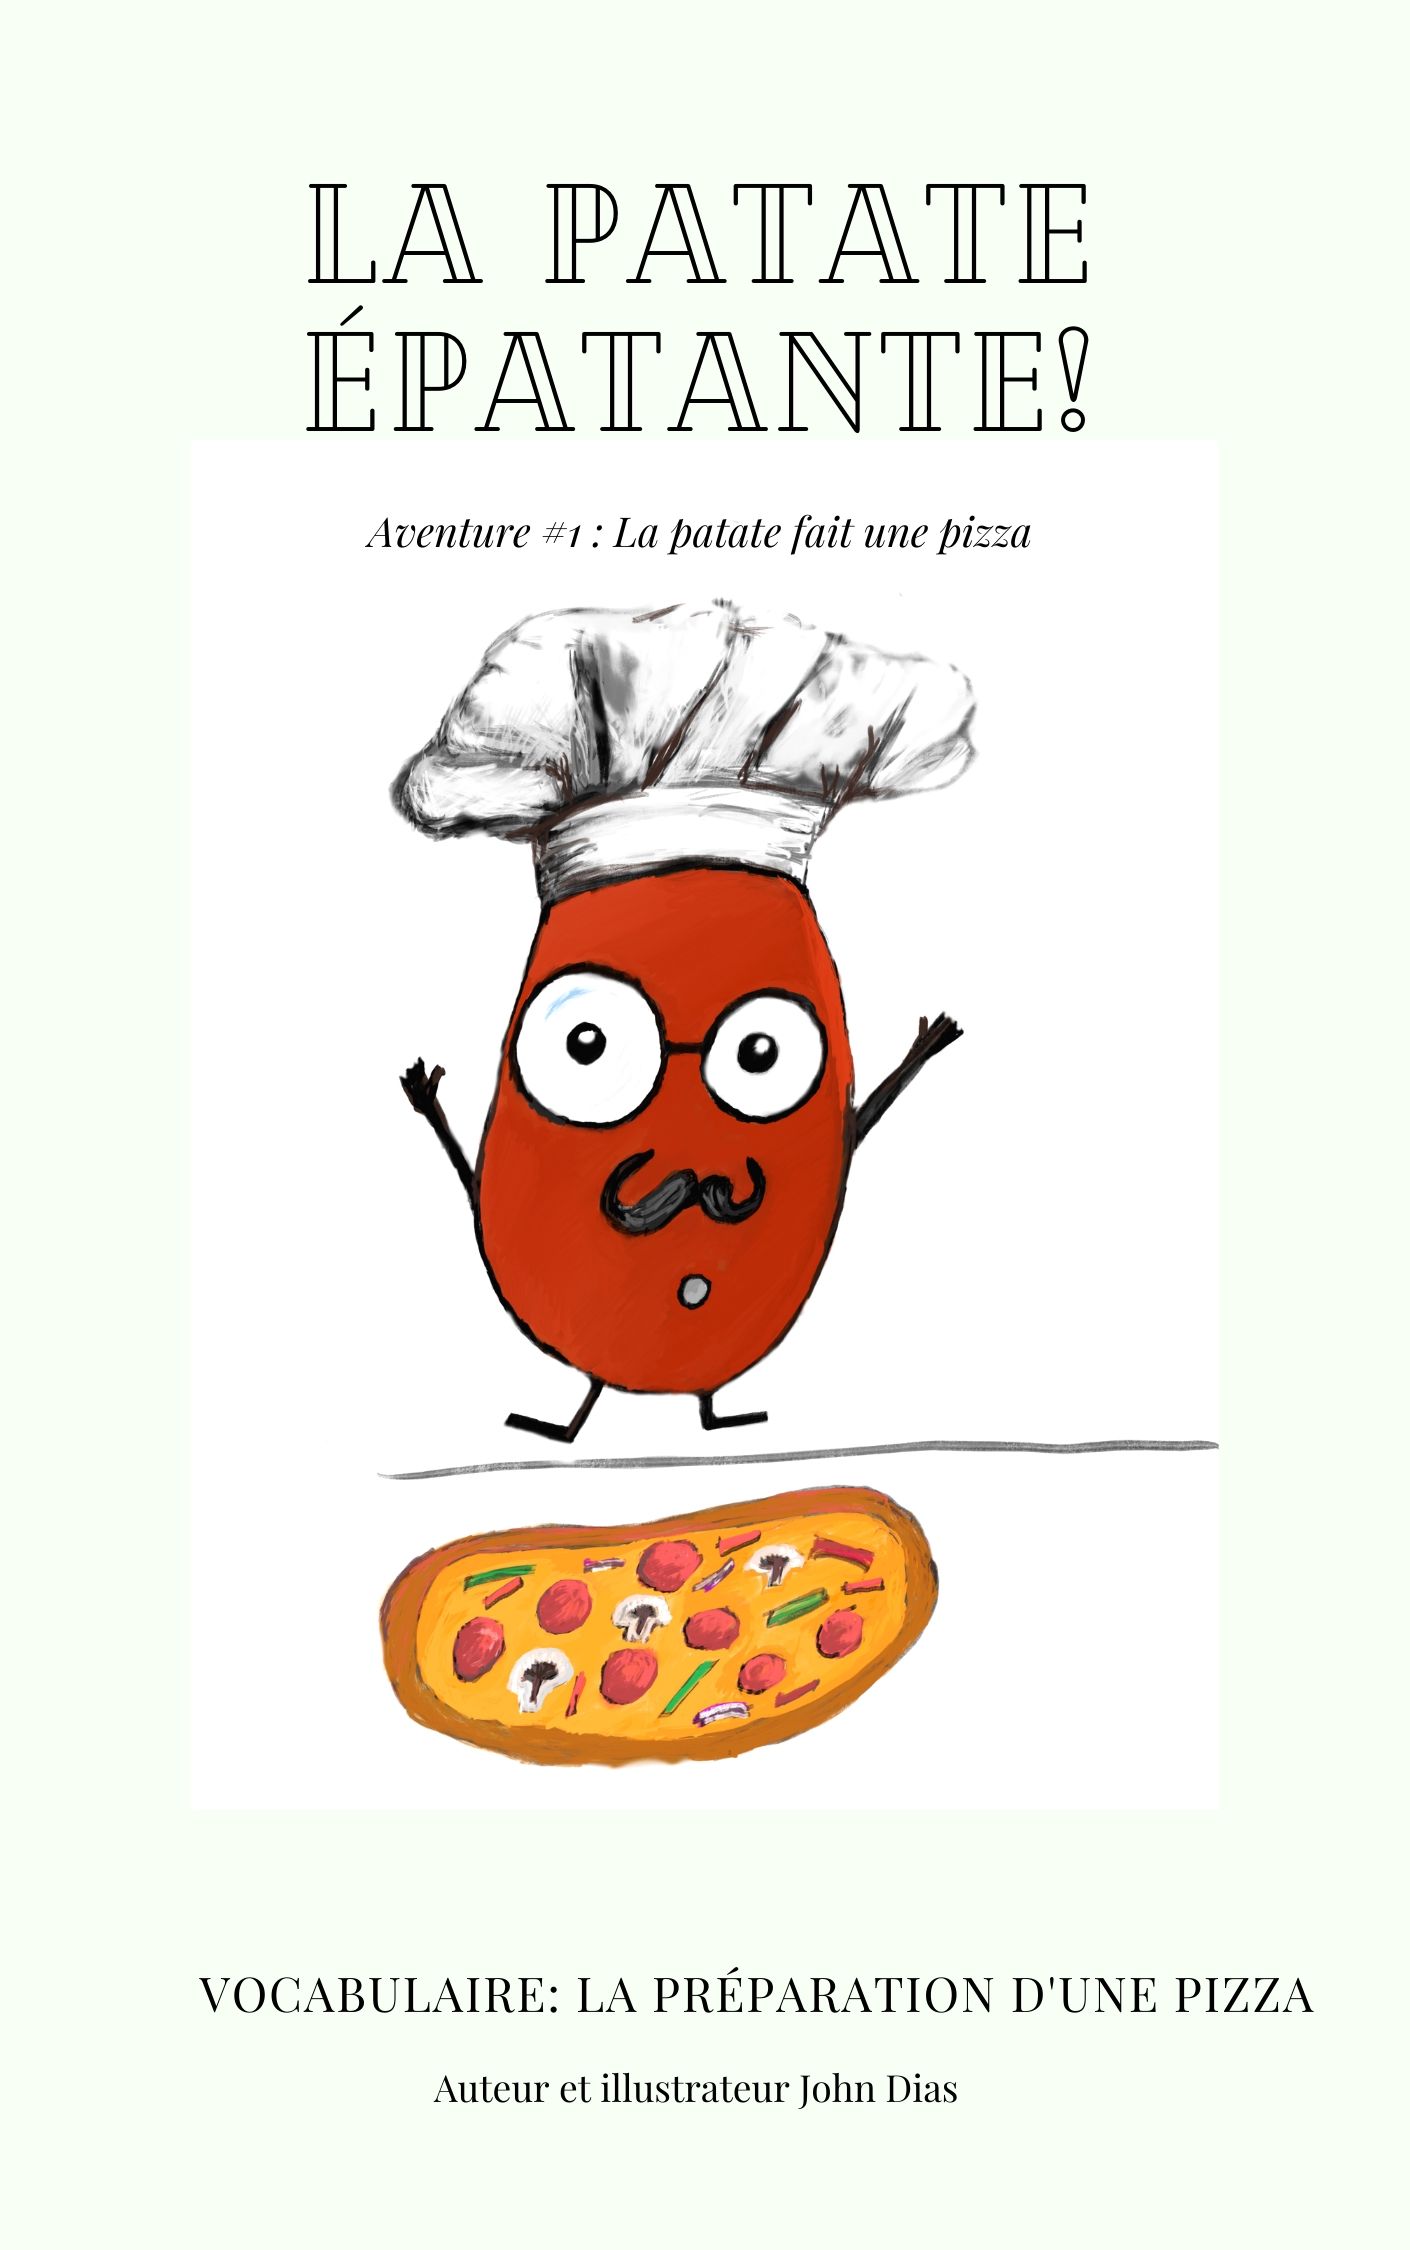 LA PATATE
ÉPATANTE!
Aventure #1 : La patate fait une pizza
VOCABULAIRE: LA PRÉPARATION D'UNE PIZZA
Auteur et illustrateur John Dias